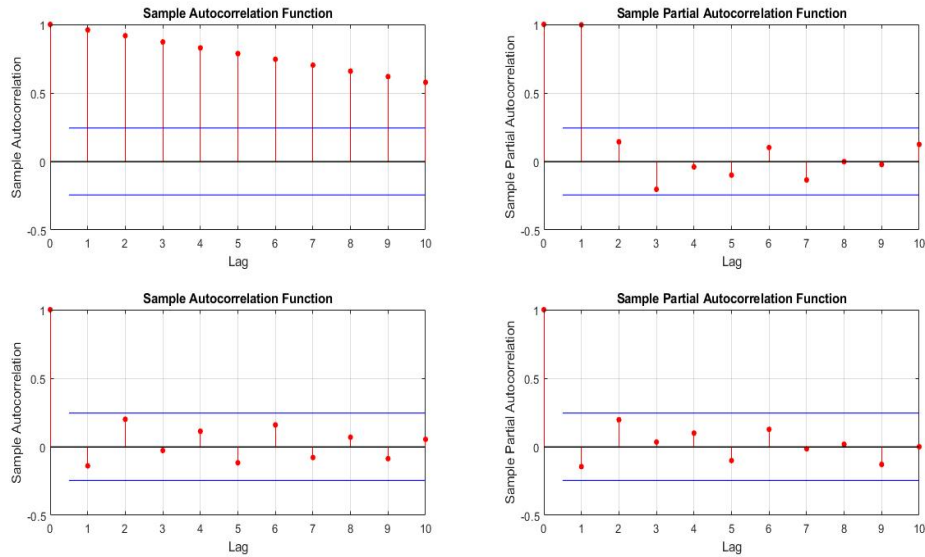 Sample Autocorrelation Function
Sample Autocorrelation
1
0.5
0
-0.5
0 1 2 3 4 5 6 7 8 9 10
Lag
Sample Partial Autocorrelation Function
Sample Partial Autocorrelation
1
0.5
0
-0.5
0 1 2 3 4 5 6 7 8 9 10
Lag
Sample Autocorrelation Function
Sample Autocorrelation
1
0.5
0
-0.5
0 1 2 3 4 5 6 7 8 9 10
Lag
Sample Partial Autocorrelation Function
Sample Partial Autocorrelation
1
0.5
0
-0.5
0 1 2 3 4 5 6 7 8 9 10
Lag